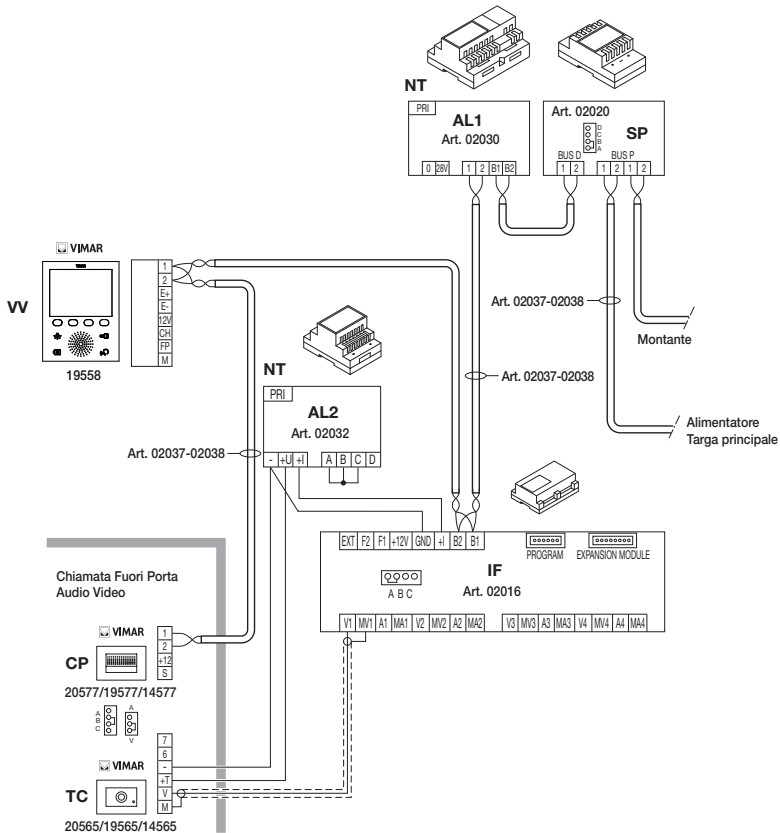 NT
PRI
AL1
Art. 02030
0 28V 1 2 B1 B2
Art. 02020
D
C
B
A
SP
BUS D BUS P
1 2 1 2 1 2
VIMAR
VV
19558
1
2
E+
E-
12V
CH
FP
M
Art. 02037-02038
Montante
Art. 02037-02038
NT
PRI
AL2
Art. 02032
- +U +I A B C D
Art. 02037-02038
Alimentatore
Targa principale
EXT F2 F1 +12V GND +I B2 B1
PROGRAM EXPANSION MODULE
IF
Art. 02016
A B C
V1 MV1 A1 MA1 V2 MV2 A2 MA2 V3 MV3 A3 MA3 V4 MV4 A4 MA4
Chiamata Fuori Porta
Audio Video
VIMAR
CP
1
2
+12
S
20577/19577/14577
A
B
C
A
V
VIMAR
TC
7
6
-
+T
V
M
20565/19565/14565